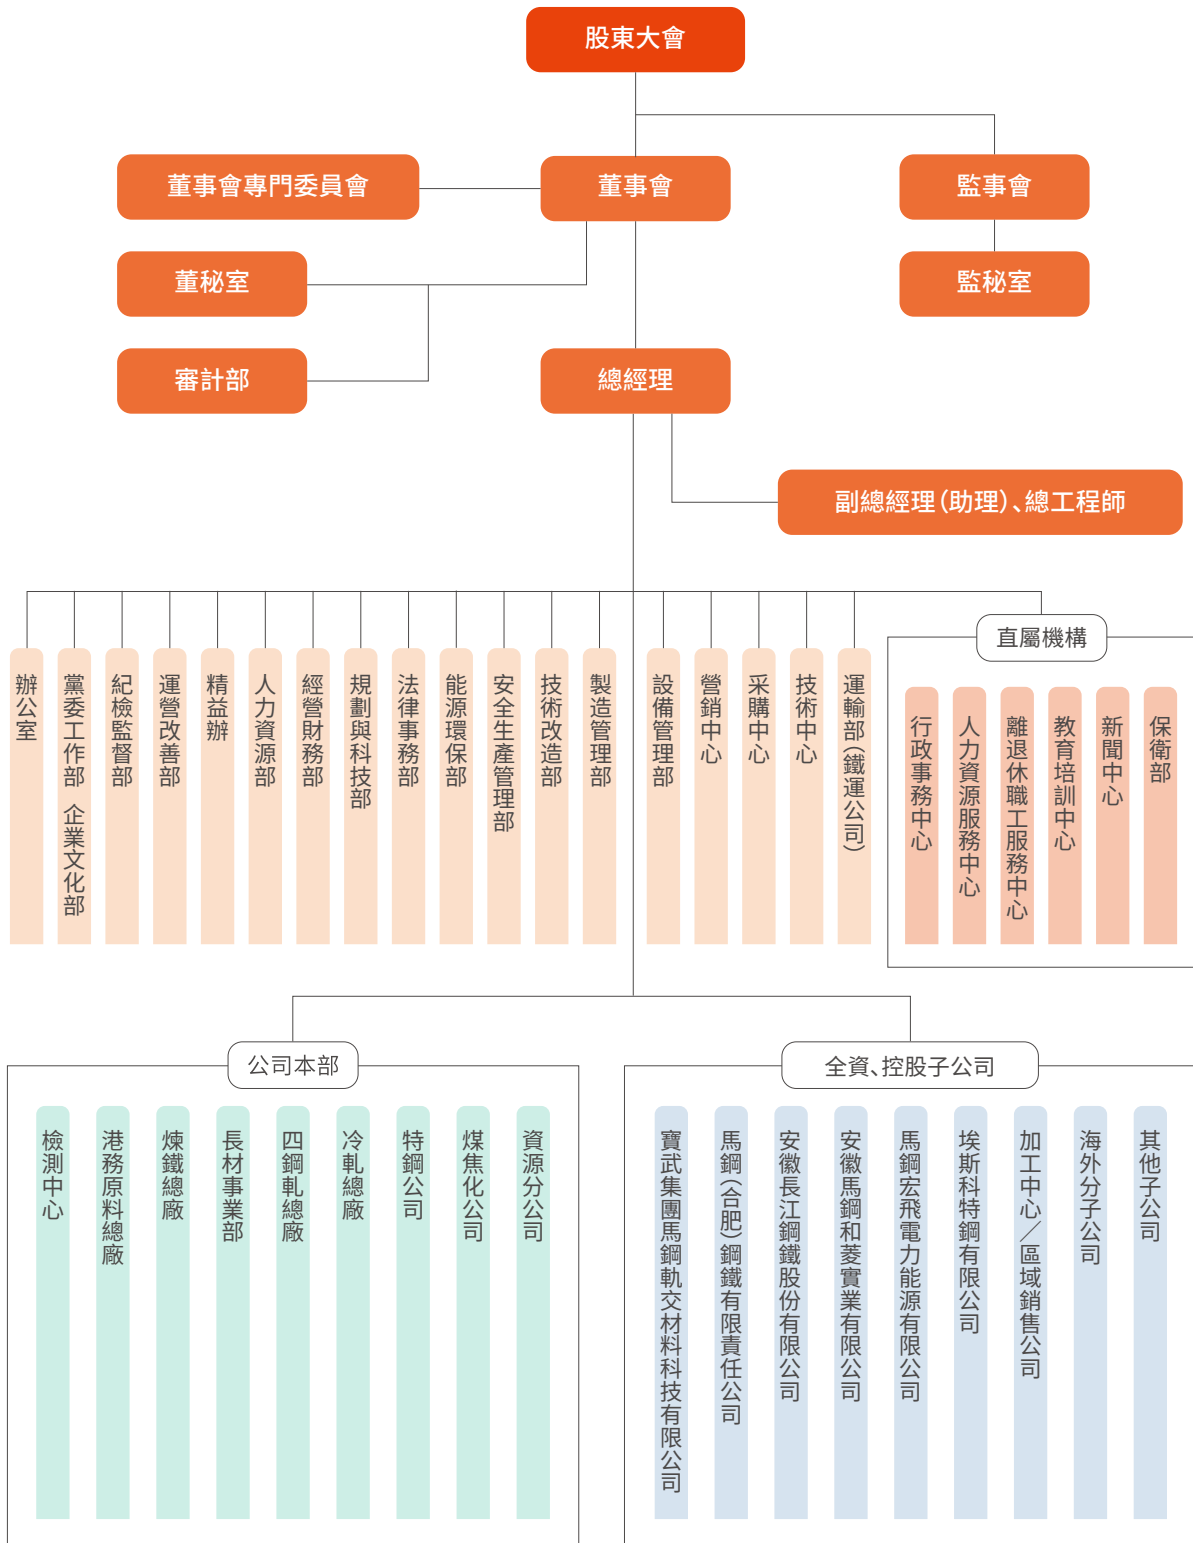 股東大會
董事會專門委員會
董事會
監事會
董秘室
監秘室
審計部
總經理
副總經理（助理）、總工程師
辦公室
黨委工作部 企業文化部
紀檢監督部
運營改善部
精益辦
人力資源部
經營財務部
規劃與科技部
法律事務部
能源環保部
安全生產管理部
技術改造部
製造管理部
設備管理部
營銷中心
采購中心
技術中心
運輸部（鐵運公司）
直屬機構
行政事務中心
人力資源服務中心
離退休職工服務中心
教育培訓中心
新聞中心
保衛部
公司本部
檢測中心
港務原料總廠
煉鐵總廠
長材事業部
四鋼軋總廠
冷軋總廠
特鋼公司
煤焦化公司
資源分公司
全資、控股子公司
寶武集團馬鋼軌交材料科技有限公司
馬鋼（合肥）鋼鐵有限責任公司
安徽長江鋼鐵股份有限公司
安徽馬鋼和菱實業有限公司
馬鋼宏飛電力能源有限公司
埃斯科特鋼有限公司
加工中心／區域銷售公司
海外分子公司
其他子公司